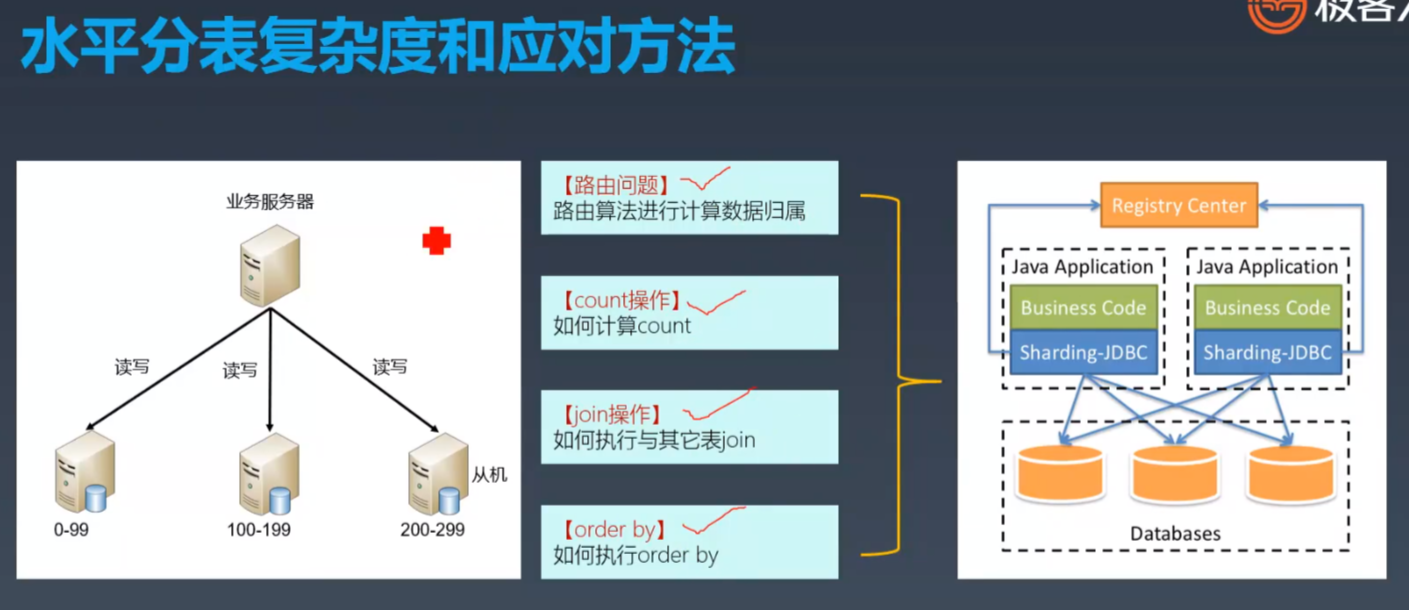 水平分表复杂度和应对方法
极客
业务服务器
读写
读写
读写
从机
0-99
100-199
200-299
【路由问题】
路由算法进行计算数据归属
【count操作】
如何计算count
【join操作】
如何执行与其它表join
【order by】
如何执行order by
Registry Center
Java Application
Java Application
Business Code
Business Code
Sharding-JDBC
Sharding-JDBC
Databases